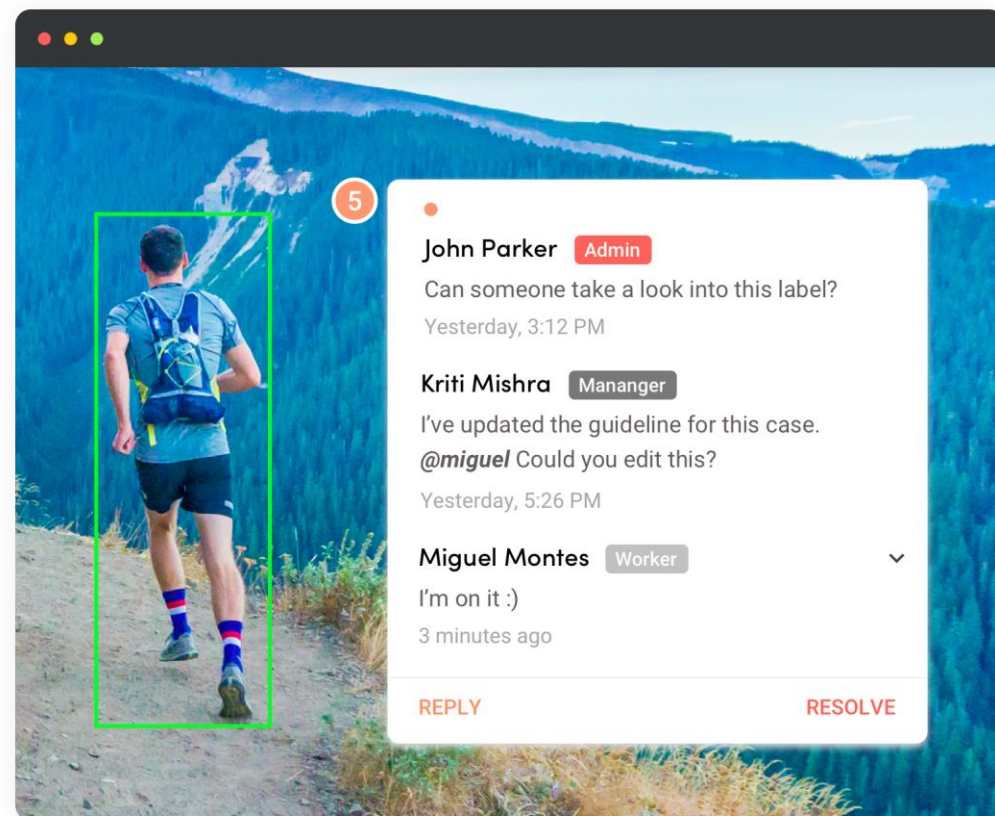 5
John Parker Admin
Can someone take a look into this label?
Yesterday, 3:12 PM
Kriti Mishra Mananger
I’ve updated the guideline for this case.
@miguel Could you edit this?
Yesterday, 5:26 PM
Miguel Montes Worker
I’m on it :)
3 minutes ago
REPLY RESOLVE